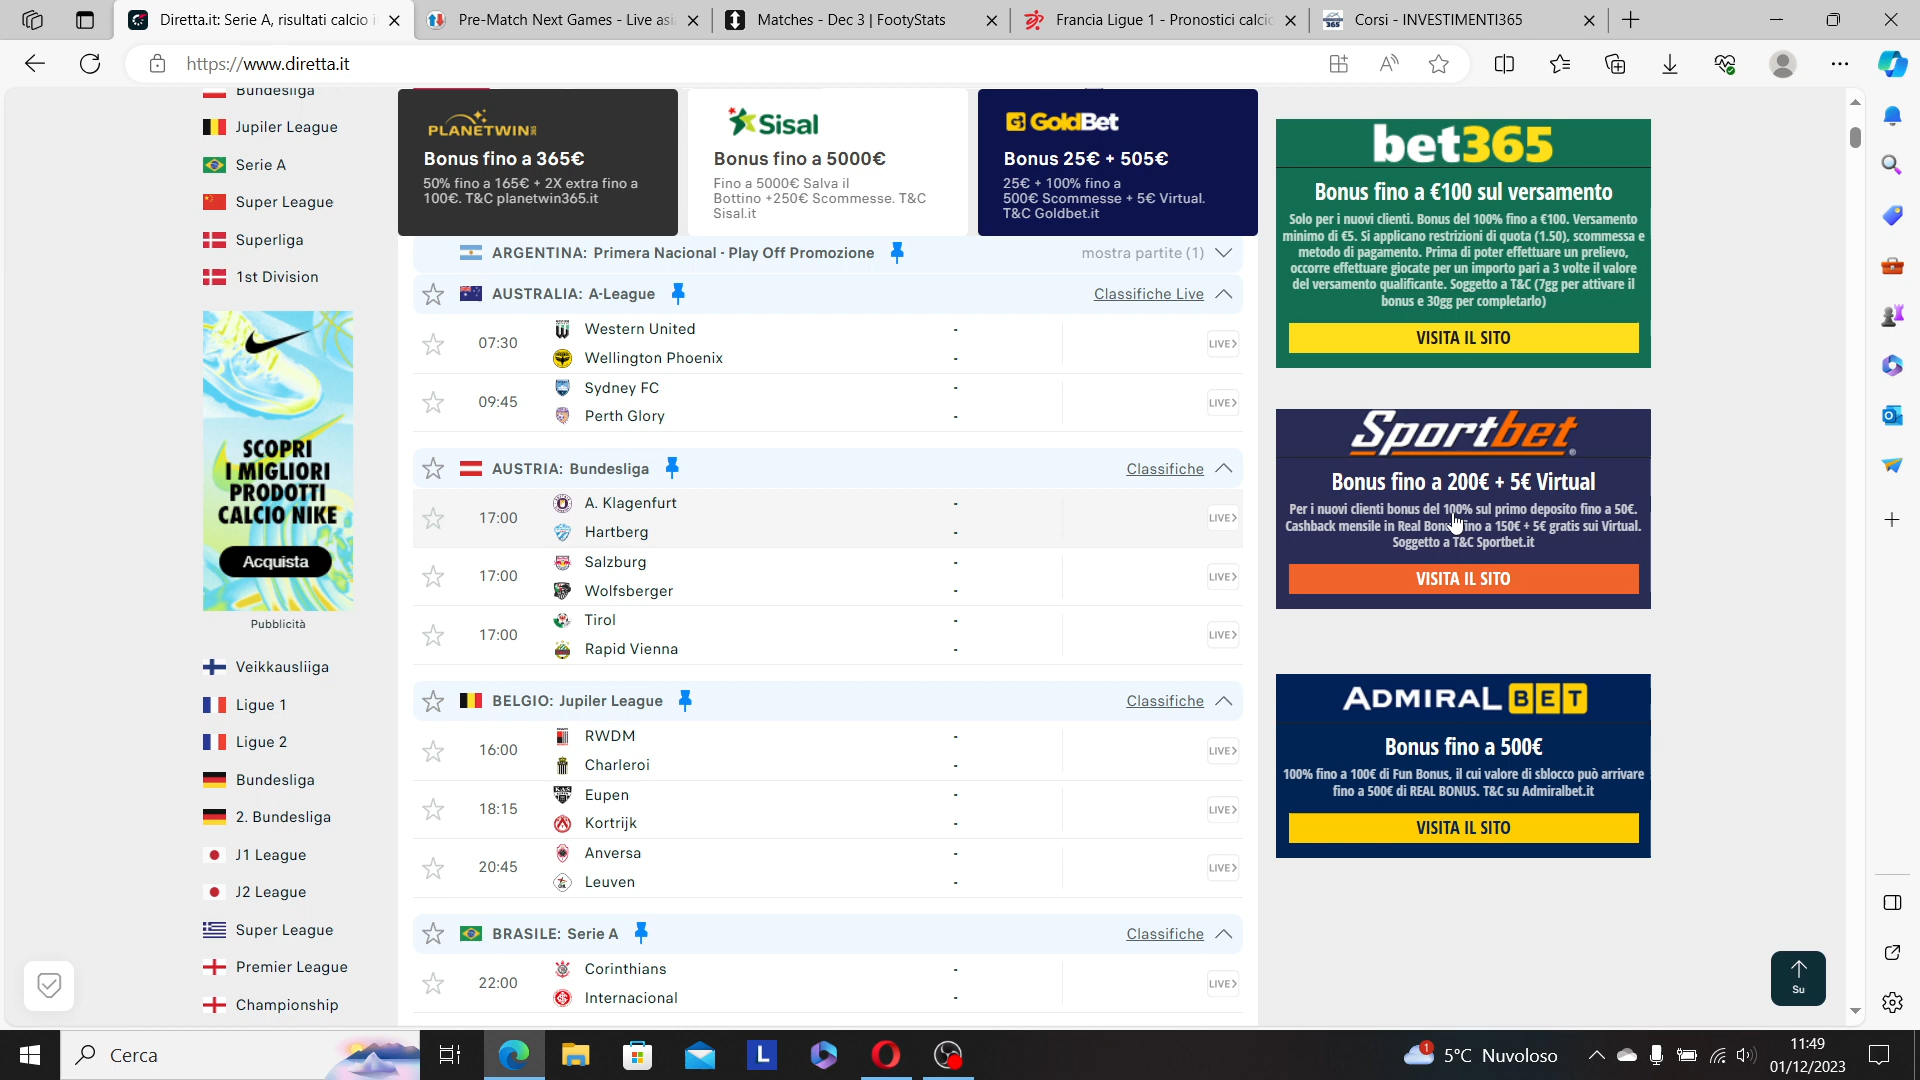 Diretta.it: Serie A, risultati calcio i
Pre-Match Next Games - Live asi
Matches - Dec 3 | FootyStats
Francia Ligue 1 - Pronostici calcio
Corsi - INVESTIMENTI365
https://www.diretta.it
Bundesliga
Jupiler League
Serie A
Super League
Superliga
1st Division
SCOPRI
I MIGLIORI
PRODOTTI
CALCIO NIKE
Acquista
Pubblicità
Veikkausliiga
Ligue 1
Ligue 2
Bundesliga
2. Bundesliga
J1 League
J2 League
Super League
Premier League
Championship
PLANETWIN365
Bonus fino a 365€
50% fino a 165€ + 2X extra fino a
100€. T&C planetwin365.it
Sisal
Bonus fino a 5000€
Fino a 5000€ Salva il
Bottino +250€ Scommesse. T&C
Sisal.it
GoldBet
Bonus 25€ + 505€
25€ + 100% fino a
500€ Scommesse + 5€ Virtual.
T&C Goldbet.it
ARGENTINA: Primera Nacional - Play Off Promozione mostra partite (1)
AUSTRALIA: A-League Classifiche Live
07:30 Western United - LIVE
Wellington Phoenix -
09:45 Sydney FC - LIVE
Perth Glory -
AUSTRIA: Bundesliga Classifiche
17:00 A. Klagenfurt - LIVE
Hartberg -
17:00 Salzburg - LIVE
Wolfsberger -
17:00 Tirol - LIVE
Rapid Vienna -
BELGIO: Jupiler League Classifiche
16:00 RWDM - LIVE
Charleroi -
18:15 Eupen - LIVE
Kortrijk -
20:45 Anversa - LIVE
Leuven -
BRASILE: Serie A Classifiche
22:00 Corinthians - LIVE
Internacional -
bet365
Bonus fino a €100 sul versamento
Solo per i nuovi clienti. Bonus del 100% fino a €100. Versamento
minimo di €5. Si applicano restrizioni di quota (1.50), scommessa e
metodo di pagamento. Prima di poter effettuare un prelievo,
occorre effettuare giocate per un importo pari a 3 volte il valore
del versamento qualificante. Soggetto a T&C (7gg per attivare il
bonus e 30gg per completarlo)
VISITA IL SITO
Sportbet
Bonus fino a 200€ + 5€ Virtual
Per i nuovi clienti bonus del 100% sul primo deposito fino a 50€.
Cashback mensile in Real Bonus fino a 150€ + 5€ gratis sui Virtual.
Soggetto a T&C Sportbet.it
VISITA IL SITO
ADMIRAL BET
Bonus fino a 500€
100% fino a 100€ di Fun Bonus, il cui valore di sblocco può arrivare
fino a 500€ di REAL BONUS. T&C su Admiralbet.it
VISITA IL SITO
Su
Cerca
L
1
5°C Nuvoloso
11:49
01/12/2023